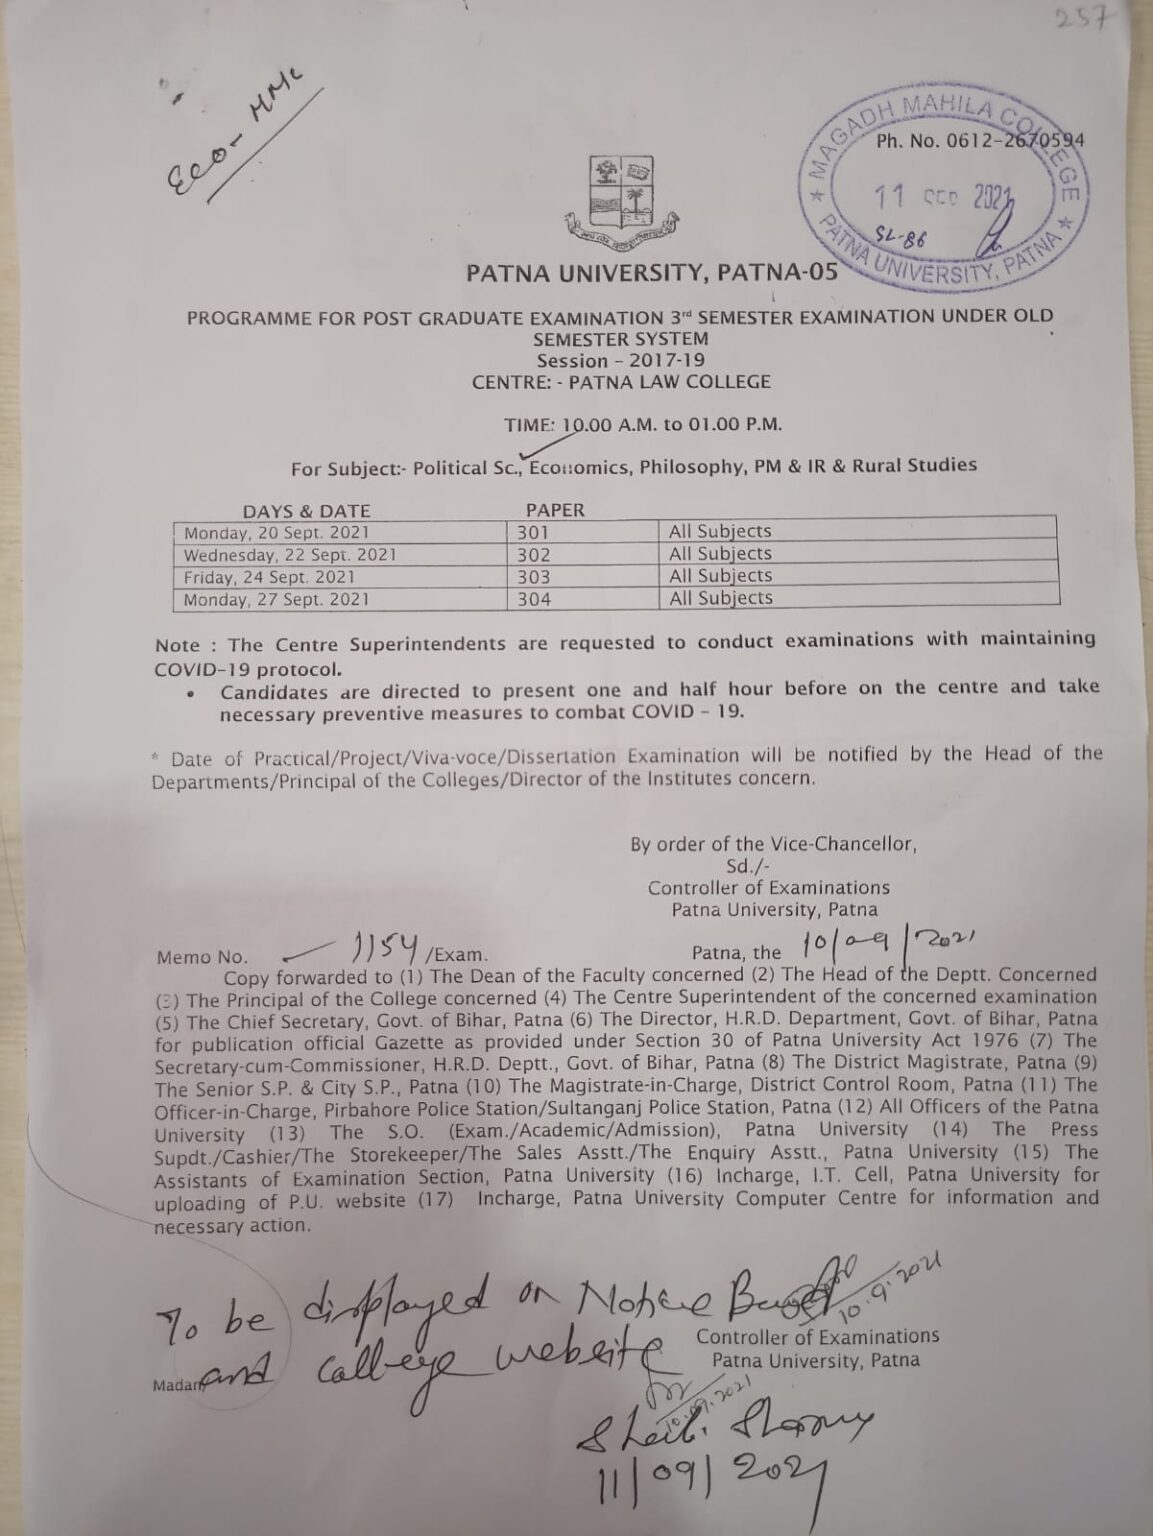 257
Eco- MMC
MAGADH MAHILA COLLEGE
Ph. No. 0612-2670594
11 SEP 2021
SL-86
PATNA UNIVERSITY, PATNA
PATNA UNIVERSITY, PATNA-05
PROGRAMME FOR POST GRADUATE EXAMINATION 3rd SEMESTER EXAMINATION UNDER OLD
SEMESTER SYSTEM
Session - 2017-19
CENTRE: - PATNA LAW COLLEGE
TIME: 10.00 A.M. to 01.00 P.M.
For Subject:- Political Sc., Economics, Philosophy, PM & IR & Rural Studies
DAYS & DATE PAPER
Monday, 20 Sept. 2021 301 All Subjects
Wednesday, 22 Sept. 2021 302 All Subjects
Friday, 24 Sept. 2021 303 All Subjects
Monday, 27 Sept. 2021 304 All Subjects
Note : The Centre Superintendents are requested to conduct examinations with maintaining
COVID-19 protocol.
• Candidates are directed to present one and half hour before on the centre and take
necessary preventive measures to combat COVID - 19.
* Date of Practical/Project/Viva-voce/Dissertation Examination will be notified by the Head of the
Departments/Principal of the Colleges/Director of the Institutes concern.
By order of the Vice-Chancellor,
Sd./-
Controller of Examinations
Patna University, Patna
Memo No. 1154 /Exam. Patna, the 10/09/2021
Copy forwarded to (1) The Dean of the Faculty concerned (2) The Head of the Deptt. Concerned
(3) The Principal of the College concerned (4) The Centre Superintendent of the concerned examination
(5) The Chief Secretary, Govt. of Bihar, Patna (6) The Director, H.R.D. Department, Govt. of Bihar, Patna
for publication official Gazette as provided under Section 30 of Patna University Act 1976 (7) The
Secretary-cum-Commissioner, H.R.D. Deptt., Govt. of Bihar, Patna (8) The District Magistrate, Patna (9)
The Senior S.P. & City S.P., Patna (10) The Magistrate-in-Charge, District Control Room, Patna (11) The
Officer-in-Charge, Pirbahore Police Station/Sultanganj Police Station, Patna (12) All Officers of the Patna
University (13) The S.O. (Exam./Academic/Admission), Patna University (14) The Press
Supdt./Cashier/The Storekeeper/The Sales Asstt./The Enquiry Asstt., Patna University (15) The
Assistants of Examination Section, Patna University (16) Incharge, I.T. Cell, Patna University for
uploading of P.U. website (17) Incharge, Patna University Computer Centre for information and
necessary action.
To be displayed on Notice Board
10.9.2021
and college website
Controller of Examinations
Patna University, Patna
Madan
10.09.2021
11/09/2021